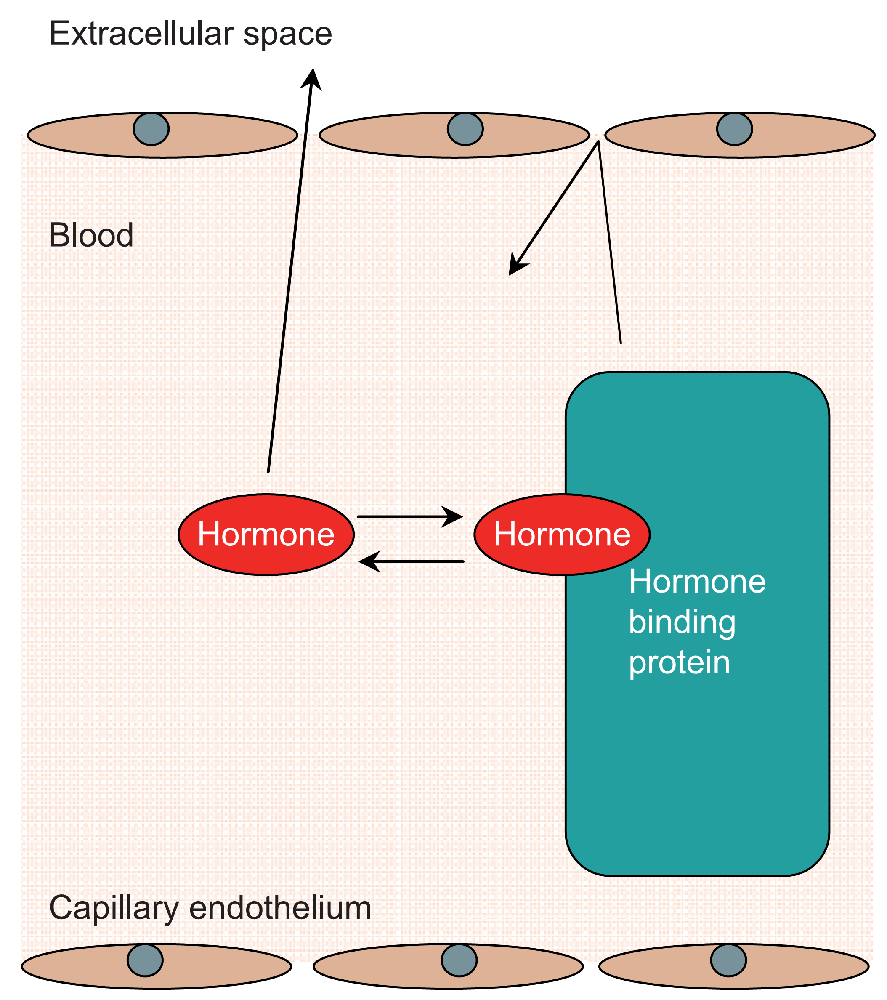 Extracellular space
Blood
Hormone
Hormone
Hormone
binding
protein
Capillary endothelium